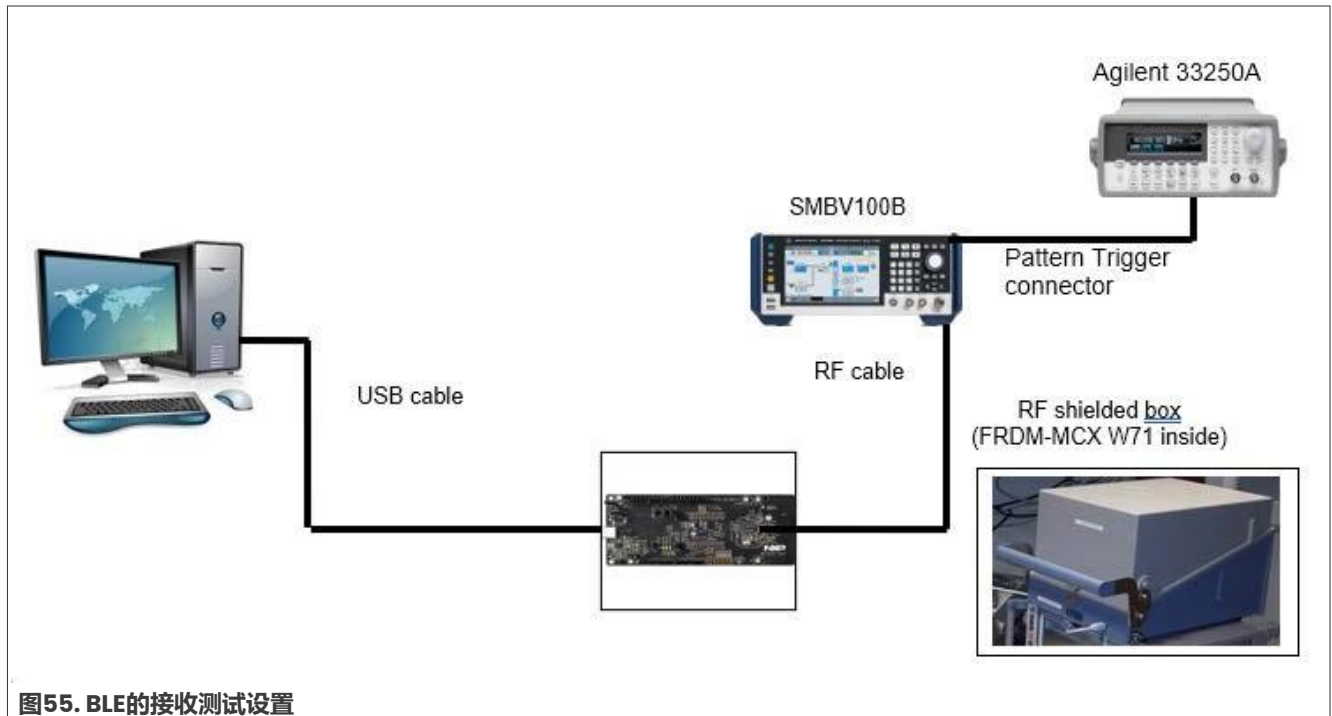 Agilent 33250A
SMBV100B
Pattern Trigger
connector
RF cable
USB cable
RF shielded box
(FRDM-MCX W71 inside)
图55. BLE的接收测试设置